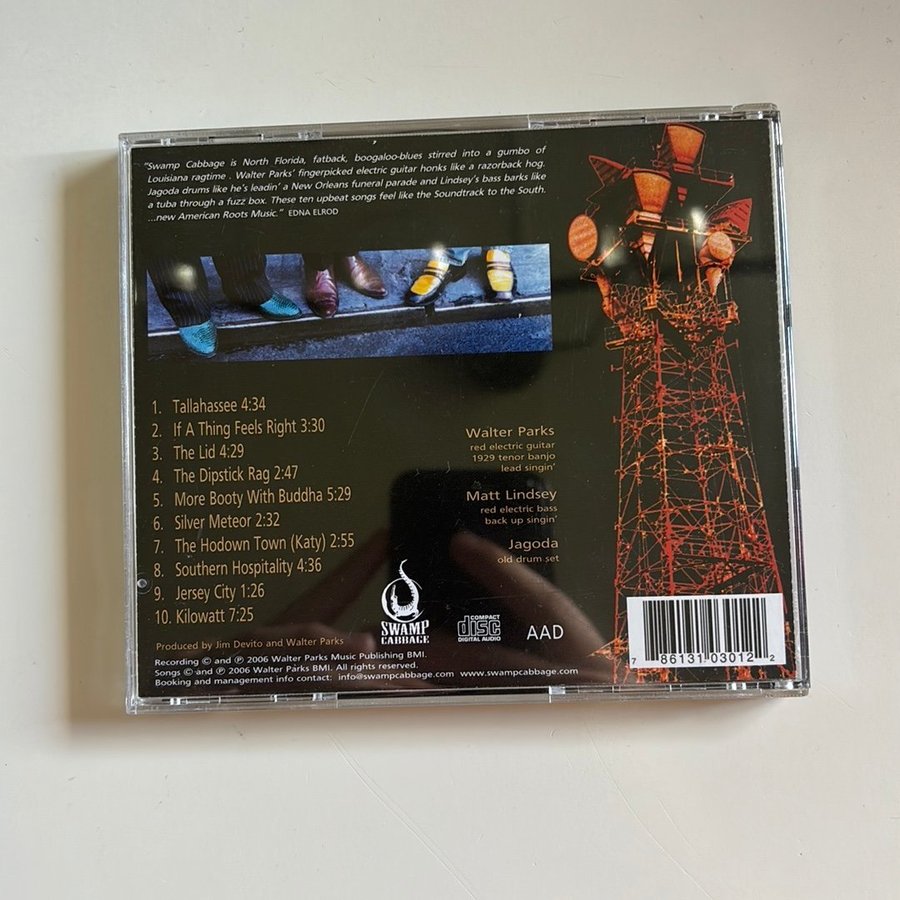 "Swamp Cabbage is North Florida, fatback, boogaloo-blues stirred into a gumbo of
Louisiana ragtime . Walter Parks' fingerpicked electric guitar honks like a razorback hog.
Jagoda drums like he's leadin' a New Orleans funeral parade and Lindsey's bass barks like
a tuba through a fuzz box. These ten upbeat songs feel like the Soundtrack to the South.
...new American Roots Music." EDNA ELROD
1. Tallahassee 4:34
2. If A Thing Feels Right 3:30
3. The Lid 4:29
4. The Dipstick Rag 2:47
5. More Booty With Buddha 5:29
6. Silver Meteor 2:32
7. The Hodown Town (Katy) 2:55
8. Southern Hospitality 4:36
9. Jersey City 1:26
10. Kilowatt 7:25
Walter Parks
red electric guitar
1929 tenor banjo
lead singin'
Matt Lindsey
red electric bass
back up singin'
Jagoda
old drum set
SWAMP
CABBAGE
COMPACT
disc
DIGITAL AUDIO
AAD
7 86131 03012 2
Produced by Jim Devito and Walter Parks
Recording © and ℗ 2006 Walter Parks Music Publishing BMI.
Songs © and ℗ 2006 Walter Parks BMI. All rights reserved.
Booking and management info contact: info@swampcabbage.com www.swampcabbage.com